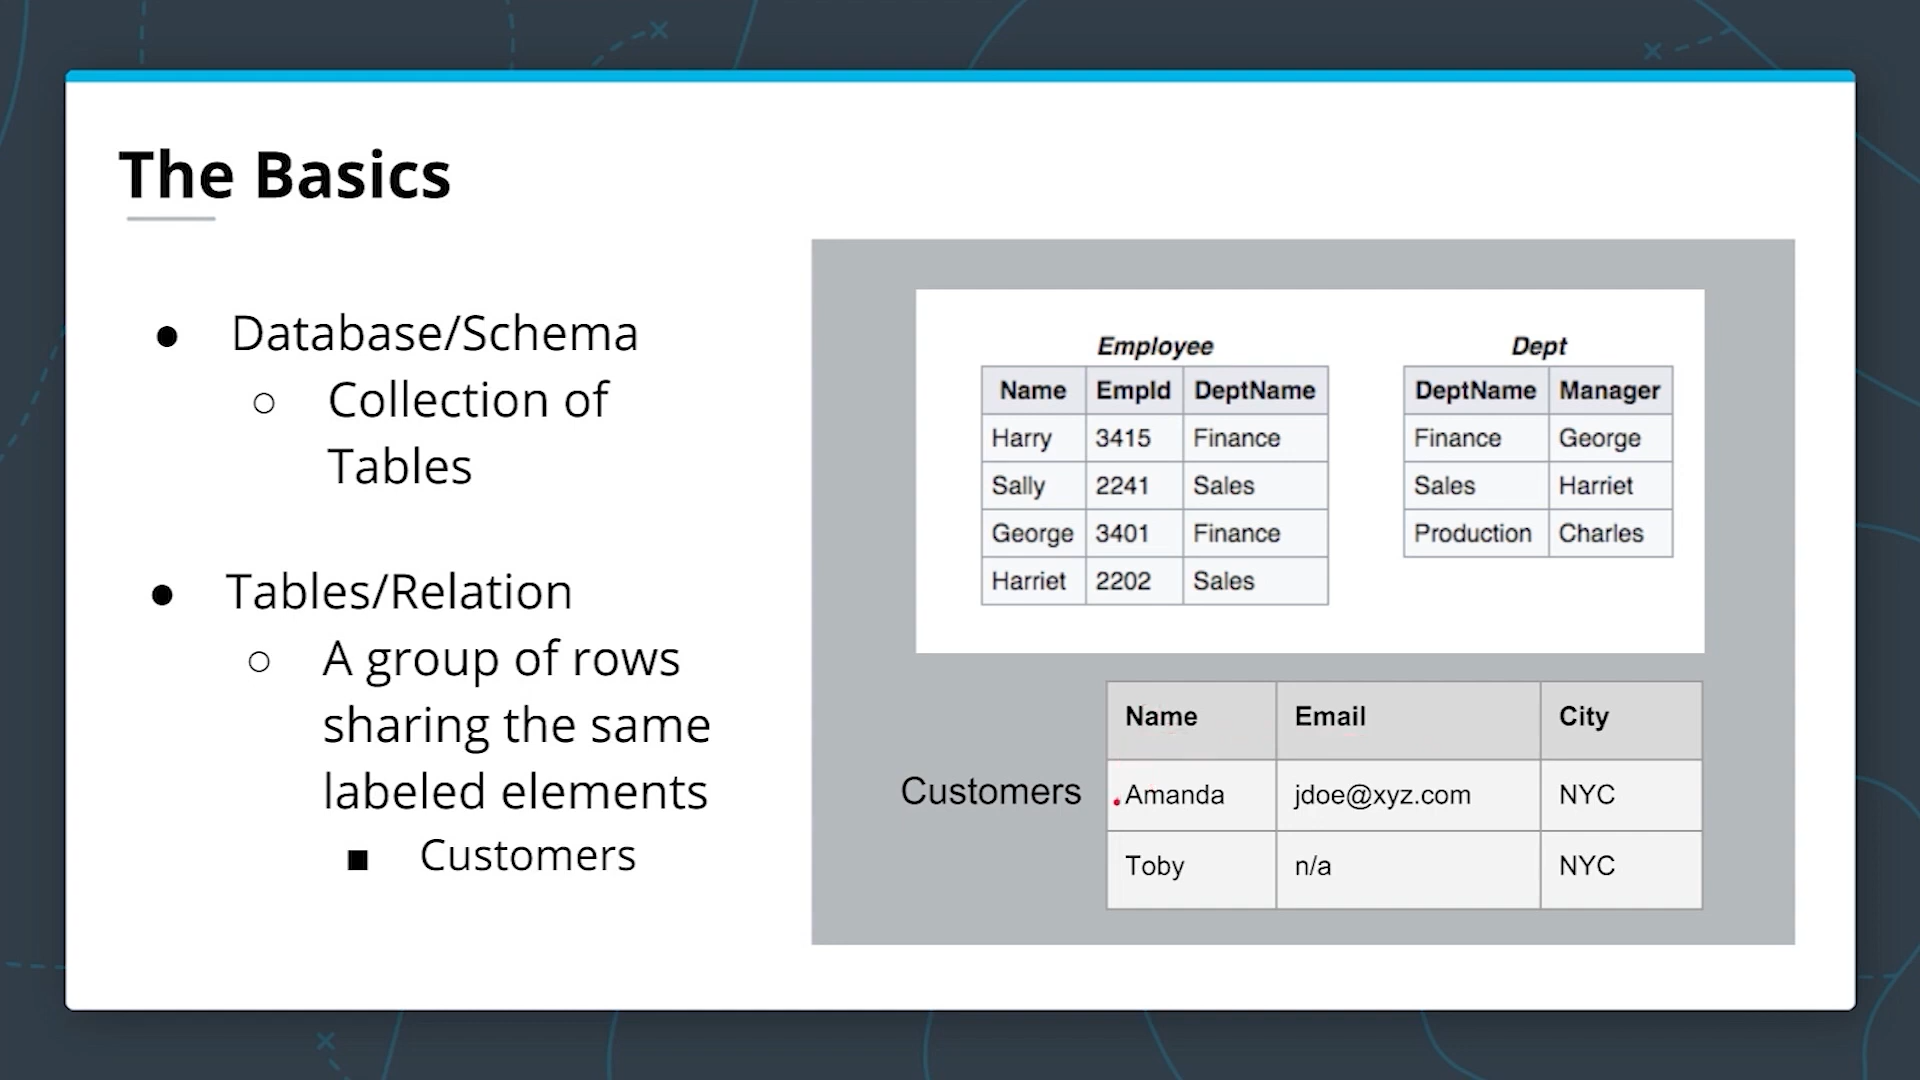 The Basics
● Database/Schema
○ Collection of
Tables
● Tables/Relation
○ A group of rows
sharing the same
labeled elements
■ Customers
Employee
Name EmpId DeptName
Harry 3415 Finance
Sally 2241 Sales
George 3401 Finance
Harriet 2202 Sales
Dept
DeptName Manager
Finance George
Sales Harriet
Production Charles
Customers
Name Email City
Amanda jdoe@xyz.com NYC
Toby n/a NYC